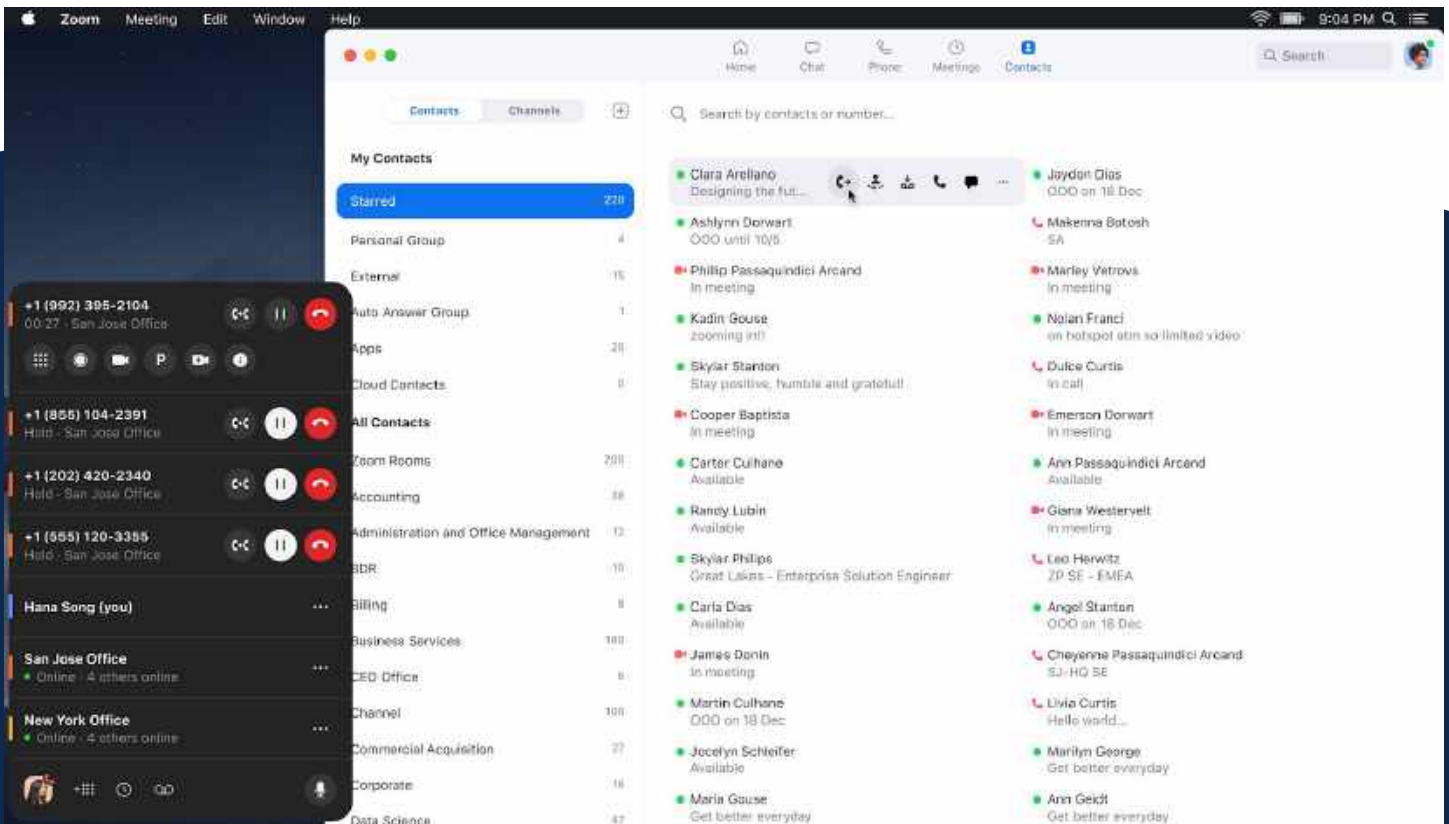 Zoom Meeting Edit Window Help 9:04 PM
Home Chat Phone Meetings Contacts Search
Contacts Channels
Search by contacts or number...
My Contacts
Starred 220
Personal Group 4
External 15
Auto Answer Group 1
Apps 20
Cloud Contacts
All Contacts
Zoom Rooms 200
Accounting
Administration and Office Management 12
SDR 10
Billing
Business Services 100
CEO Office
Channel 100
Commercial Acquisition 27
Corporate
Data Science 47
Clara Arellano
Designing the fut...
Ashlynn Dorwart
OOO until 10/5
Phillip Passaquindici Arcand
In meeting
Kadin Gouse
zooming int!
Skylar Stanton
Stay positive, humble and grateful!
Cooper Baptista
In meeting
Carter Culhane
Available
Randy Lubin
Available
Skylar Philips
Great Lakes - Enterprise Solution Engineer
Carla Dias
Available
James Donin
In meeting
Martin Culhane
OOO on 18 Dec
Jocelyn Schleifer
Available
Maria Gouse
Get better everyday
Jaydon Dias
OOO on 18 Dec
Makenna Botosh
SA
Marley Vetrovs
In meeting
Nolan Franci
on hotspot atm so limited video
Dulce Curtis
In call
Emerson Dorwart
In meeting
Ann Passaquindici Arcand
Available
Giana Westervelt
In meeting
Leo Herwitz
ZP SE - EMEA
Angel Stanton
OOO on 18 Dec
Cheyenne Passaquindici Arcand
SJ-HQ SE
Livia Curtis
Hello world...
Marilyn George
Get better everyday
Ann Geidt
Get better everyday
+1 (992) 395-2104
00:27 - San Jose Office
P
+1 (855) 104-2391
Hold - San Jose Office
+1 (202) 420-2340
Hold - San Jose Office
+1 (555) 120-3355
Hold - San Jose Office
Hana Song (you)
San Jose Office
Online - 4 others online
New York Office
Online - 4 others online